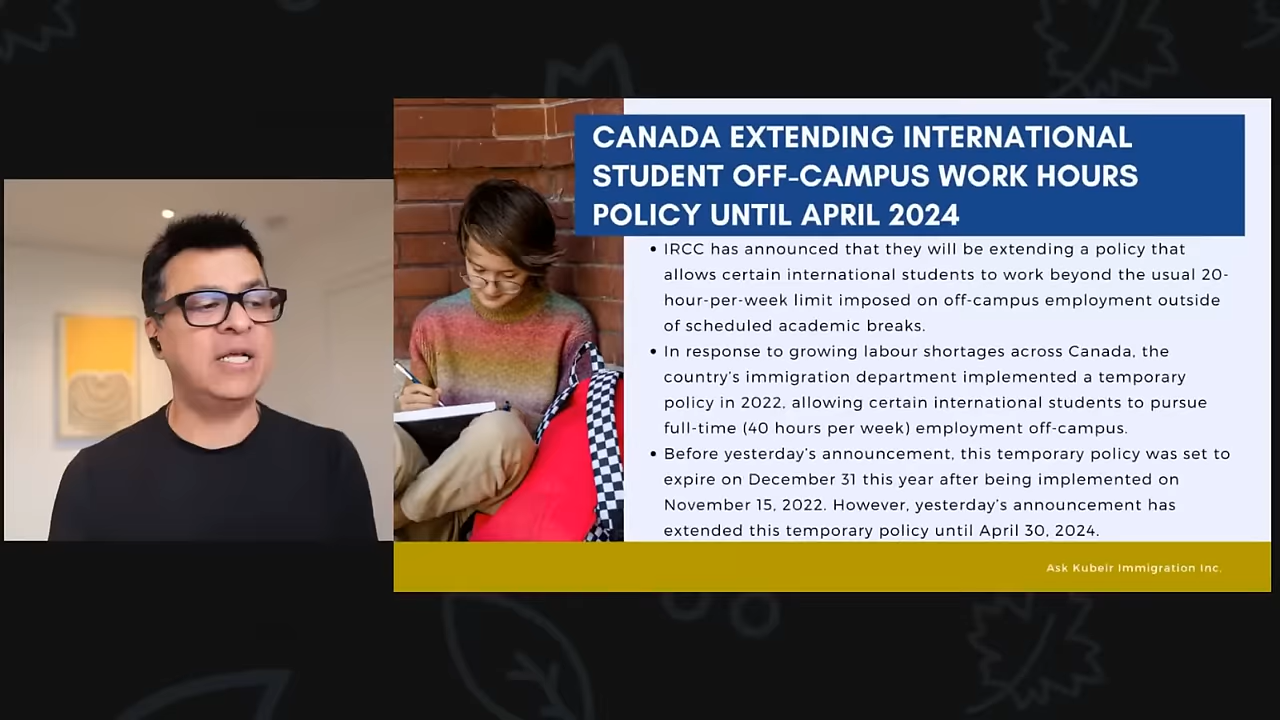 CANADA EXTENDING INTERNATIONAL
STUDENT OFF-CAMPUS WORK HOURS
POLICY UNTIL APRIL 2024
• IRCC has announced that they will be extending a policy that
allows certain international students to work beyond the usual 20-
hour-per-week limit imposed on off-campus employment outside
of scheduled academic breaks.
• In response to growing labour shortages across Canada, the
country's immigration department implemented a temporary
policy in 2022, allowing certain international students to pursue
full-time (40 hours per week) employment off-campus.
• Before yesterday's announcement, this temporary policy was set to
expire on December 31 this year after being implemented on
November 15, 2022. However, yesterday's announcement has
extended this temporary policy until April 30, 2024.
Ask Kubeir Immigration Inc.